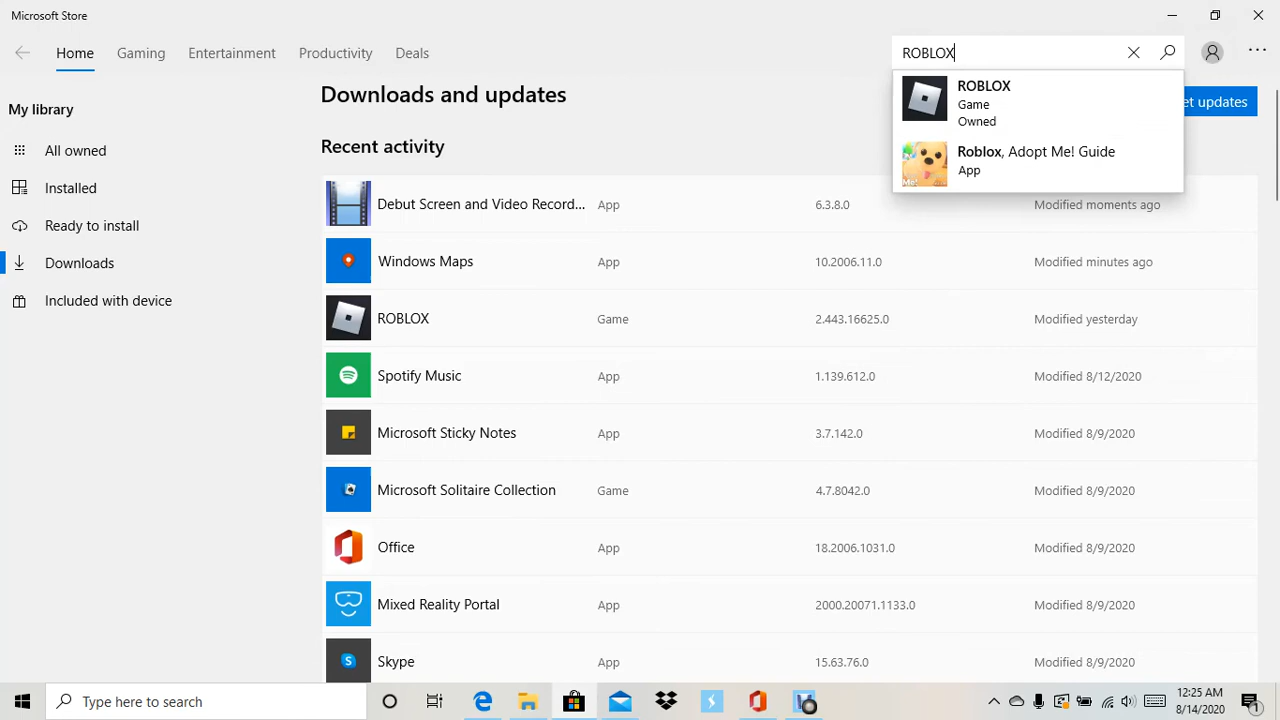 Microsoft Store
Home
Gaming
Entertainment
Productivity
Deals
ROBLOX
ROBLOX
Game
Owned
Roblox, Adopt Me! Guide
App
Me!
My library
All owned
Installed
Ready to install
Downloads
Included with device
Downloads and updates
et updates
Recent activity
Debut Screen and Video Record... App 6.3.8.0 Modified moments ago
Windows Maps App 10.2006.11.0 Modified minutes ago
ROBLOX Game 2.443.16625.0 Modified yesterday
Spotify Music App 1.139.612.0 Modified 8/12/2020
Microsoft Sticky Notes App 3.7.142.0 Modified 8/9/2020
Microsoft Solitaire Collection Game 4.7.8042.0 Modified 8/9/2020
Office App 18.2006.1031.0 Modified 8/9/2020
Mixed Reality Portal App 2000.20071.1133.0 Modified 8/9/2020
S Skype App 15.63.76.0 Modified 8/9/2020
Type here to search
12:25 AM
8/14/2020
1